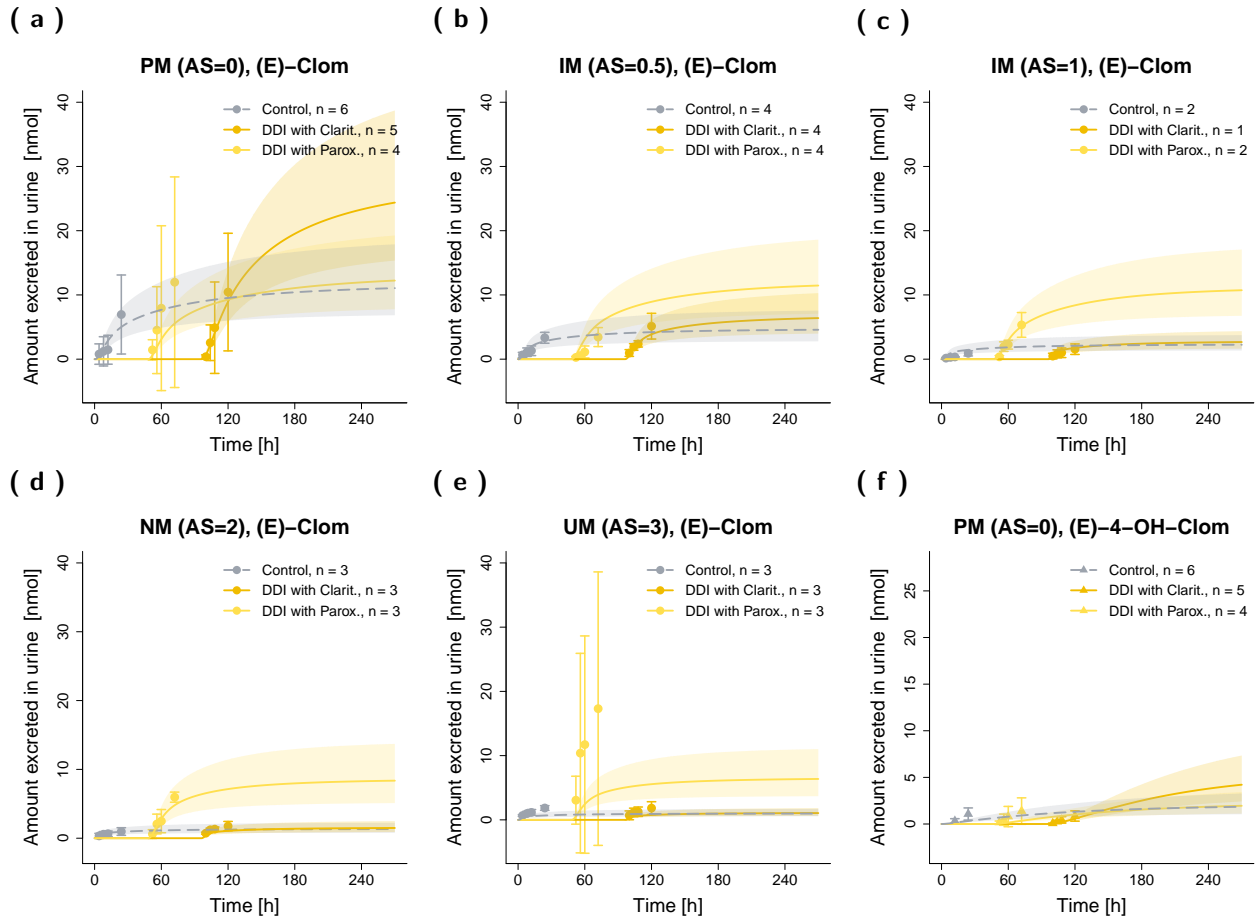 ( a )
PM (AS=0), (E)−Clom
Amount excreted in urine [nmol]
40
30
20
10
0
Control, n = 6
DDI with Clarit., n = 5
DDI with Parox., n = 4
0 60 120 180 240
Time [h]
( b )
IM (AS=0.5), (E)−Clom
Amount excreted in urine [nmol]
40
30
20
10
0
Control, n = 4
DDI with Clarit., n = 4
DDI with Parox., n = 4
0 60 120 180 240
Time [h]
( c )
IM (AS=1), (E)−Clom
Amount excreted in urine [nmol]
40
30
20
10
0
Control, n = 2
DDI with Clarit., n = 1
DDI with Parox., n = 2
0 60 120 180 240
Time [h]
( d )
NM (AS=2), (E)−Clom
Amount excreted in urine [nmol]
40
30
20
10
0
Control, n = 3
DDI with Clarit., n = 3
DDI with Parox., n = 3
0 60 120 180 240
Time [h]
( e )
UM (AS=3), (E)−Clom
Amount excreted in urine [nmol]
40
30
20
10
0
Control, n = 3
DDI with Clarit., n = 3
DDI with Parox., n = 3
0 60 120 180 240
Time [h]
( f )
PM (AS=0), (E)−4−OH−Clom
Amount excreted in urine [nmol]
25
20
15
10
5
0
Control, n = 6
DDI with Clarit., n = 5
DDI with Parox., n = 4
0 60 120 180 240
Time [h]